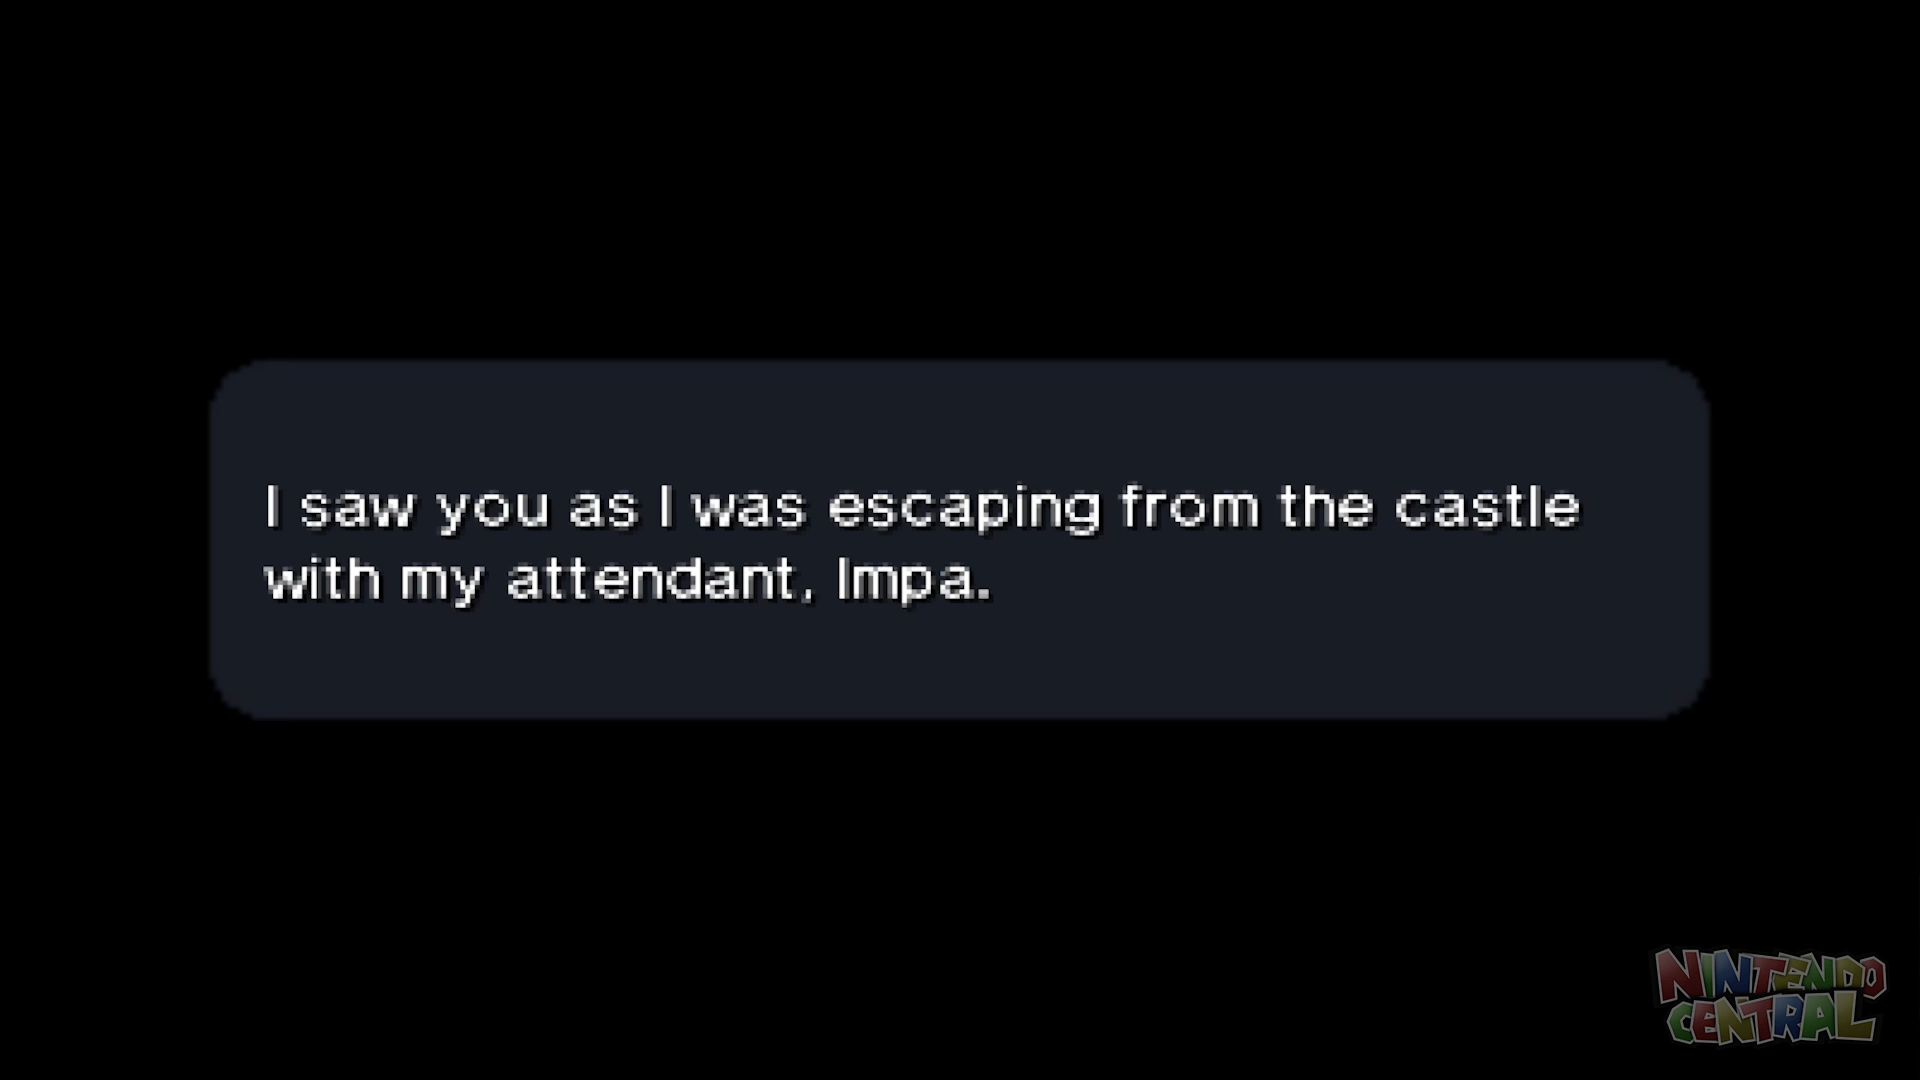 I saw you as I was escaping from the castle
with my attendant, Impa.
NINTENDO
CENTRAL